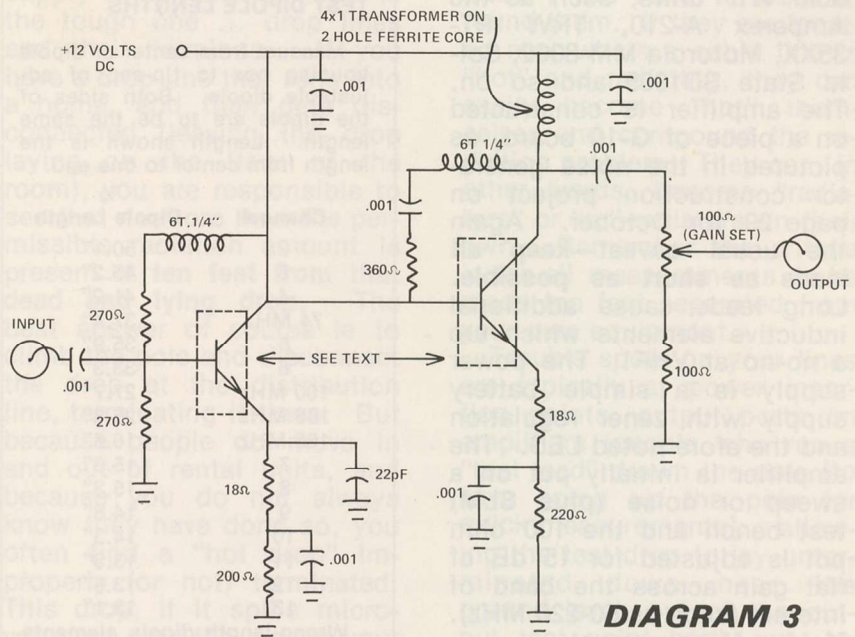 4x1 TRANSFORMER ON
2 HOLE FERRITE CORE
+12 VOLTS
DC
.001
.001
6T 1/4"
.001
.001
100Ω
(GAIN SET)
6T.1/4"
360Ω
OUTPUT
270Ω
INPUT
SEE TEXT
.001
100Ω
270Ω
18Ω
22pF
18Ω
.001
220Ω
200Ω
.001
DIAGRAM 3